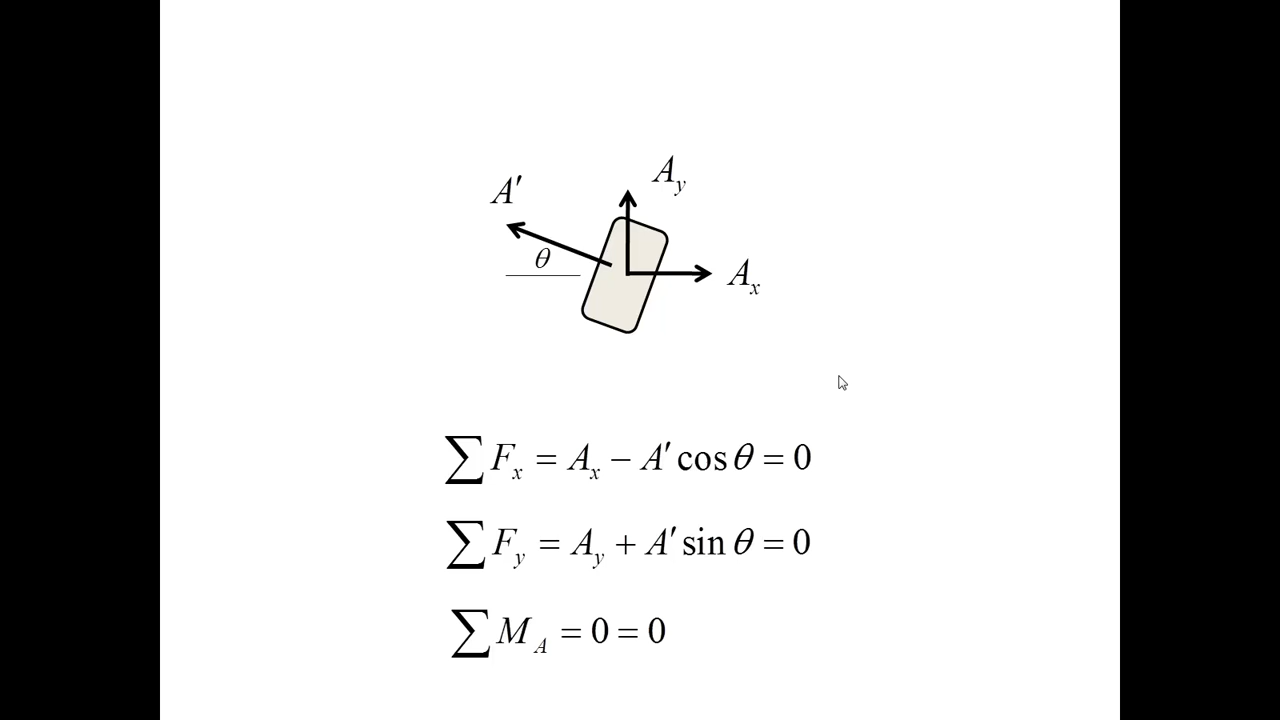 A′
A_y
θ
A_x
∑ F_x = A_x − A′ cos θ = 0
∑ F_y = A_y + A′ sin θ = 0
∑ M_A = 0 = 0